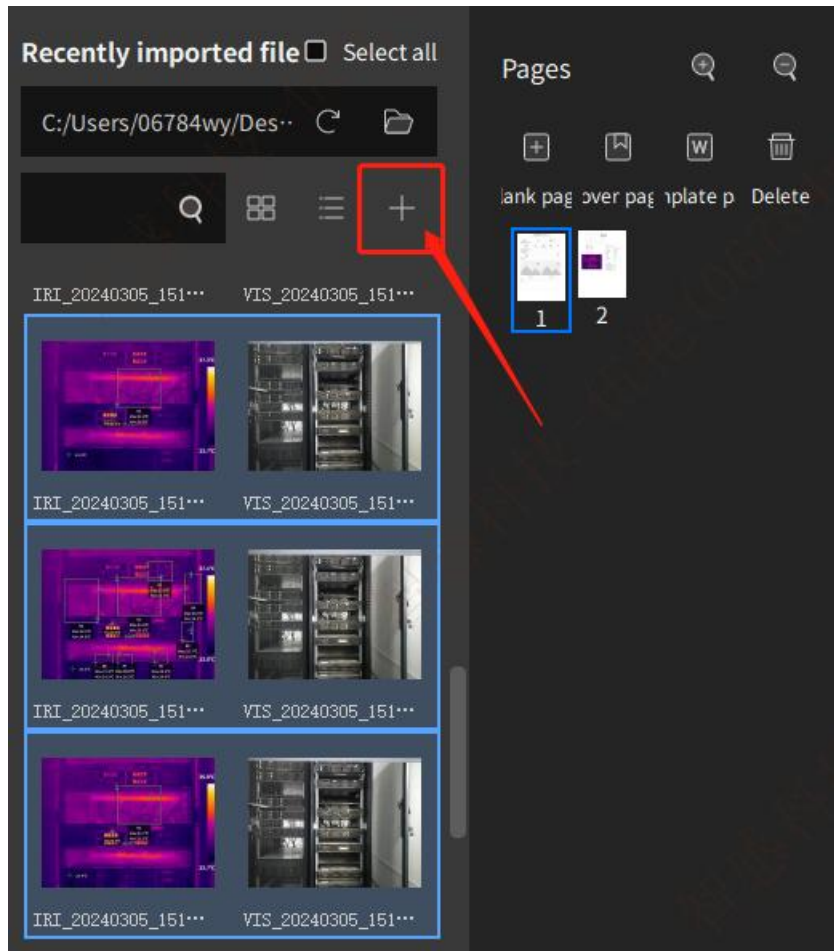 Recently imported file Select all
C:/Users/06784wy/Des··
IRI_20240305_151··· VIS_20240305_151···
IRI_20240305_151··· VIS_20240305_151···
IRI_20240305_151··· VIS_20240305_151···
IRI_20240305_151··· VIS_20240305_151···
Pages
W
lank pag over pag nplate p Delete
1 2